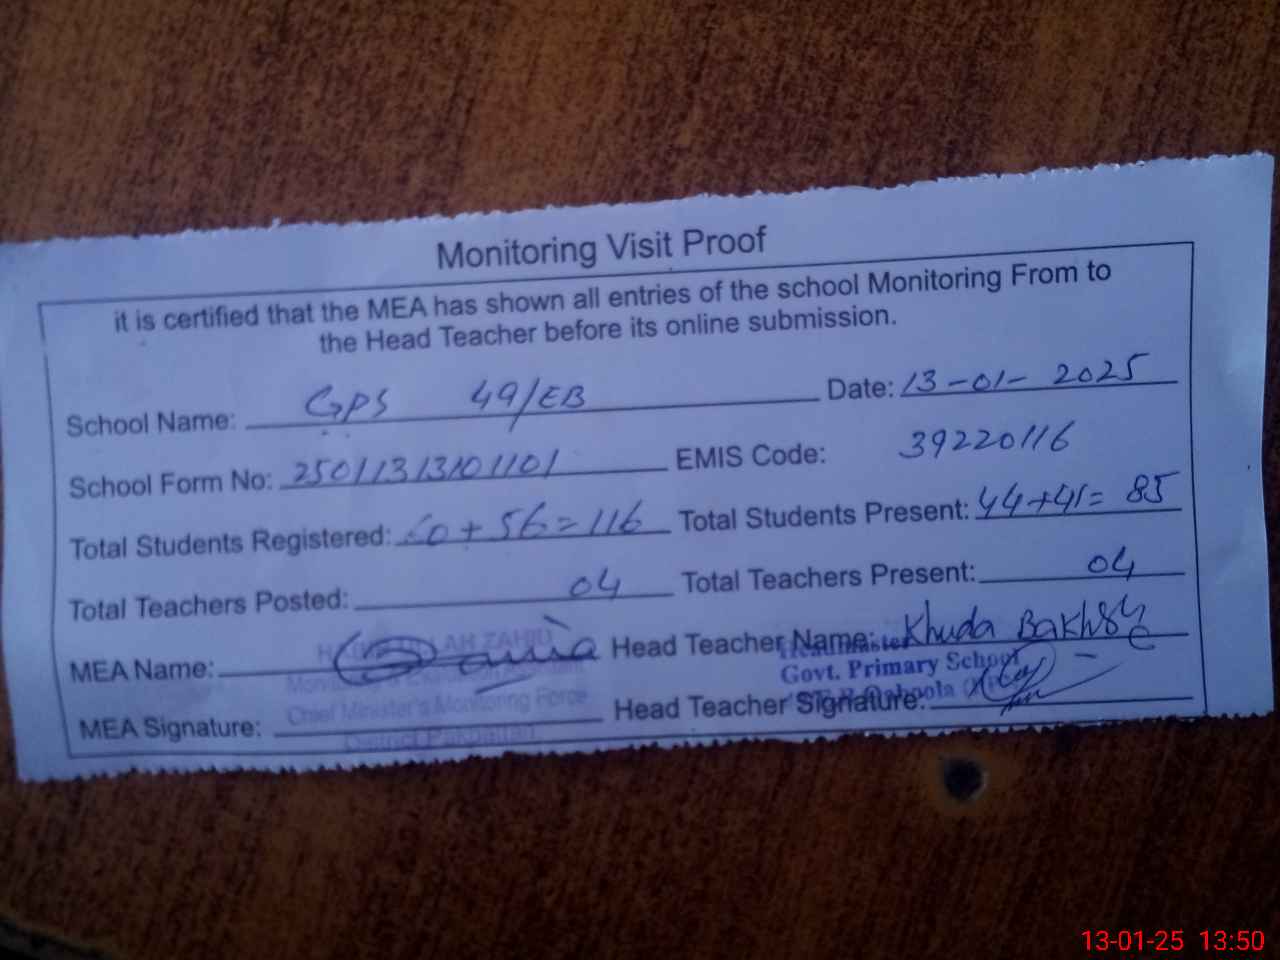 Monitoring Visit Proof
it is certified that the MEA has shown all entries of the school Monitoring From to
the Head Teacher before its online submission.
School Name: GPS 49/EB Date: 13-01-2025
School Form No: 25011313101101 EMIS Code: 39220116
Total Students Registered: 60+56=116 Total Students Present: 44+41= 85
Total Teachers Posted: 04 Total Teachers Present: 04
MEA Name: Head Teacher Name: Khuda Bakhsh
Govt. Primary School
MEA Signature: Head Teacher Signature:
Chief Minister's Monitoring Force
13-01-25 13:50